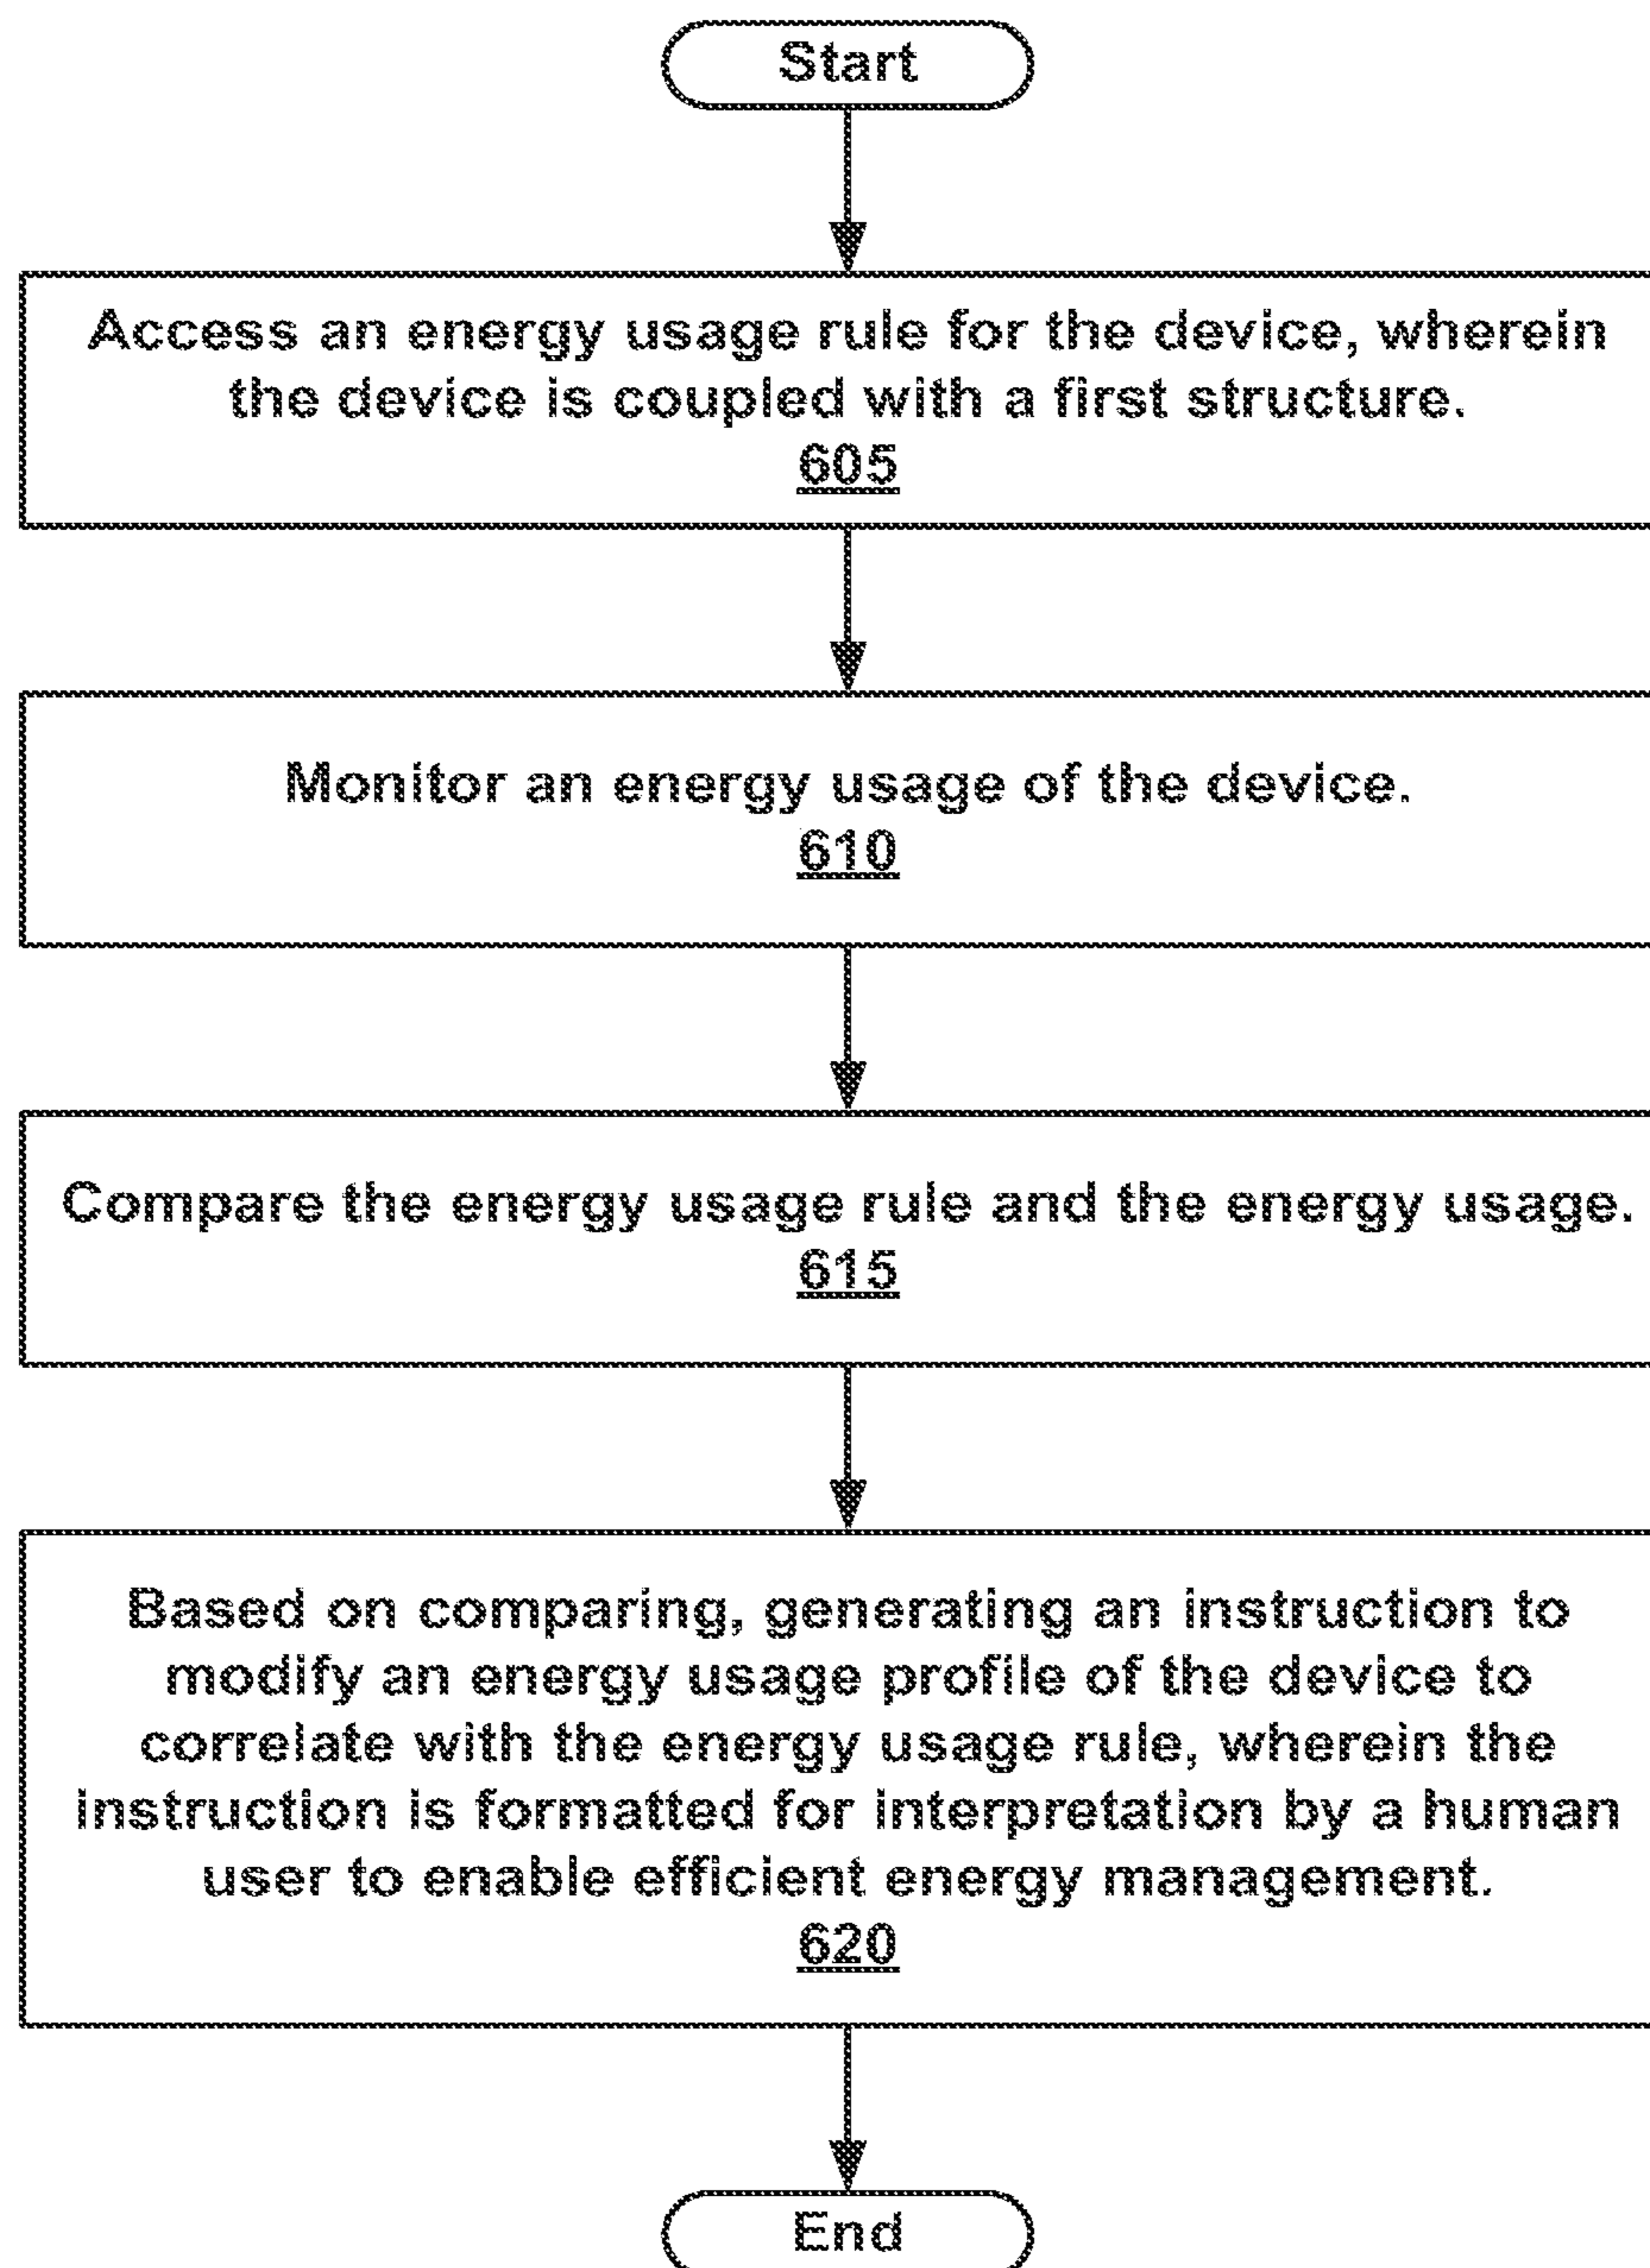 Start
Access an energy usage rule for the device, wherein
the device is coupled with a first structure.
605
Monitor an energy usage of the device.
610
Compare the energy usage rule and the energy usage.
615
Based on comparing, generating an instruction to
modify an energy usage profile of the device to
correlate with the energy usage rule, wherein the
instruction is formatted for interpretation by a human
user to enable efficient energy management.
620
End